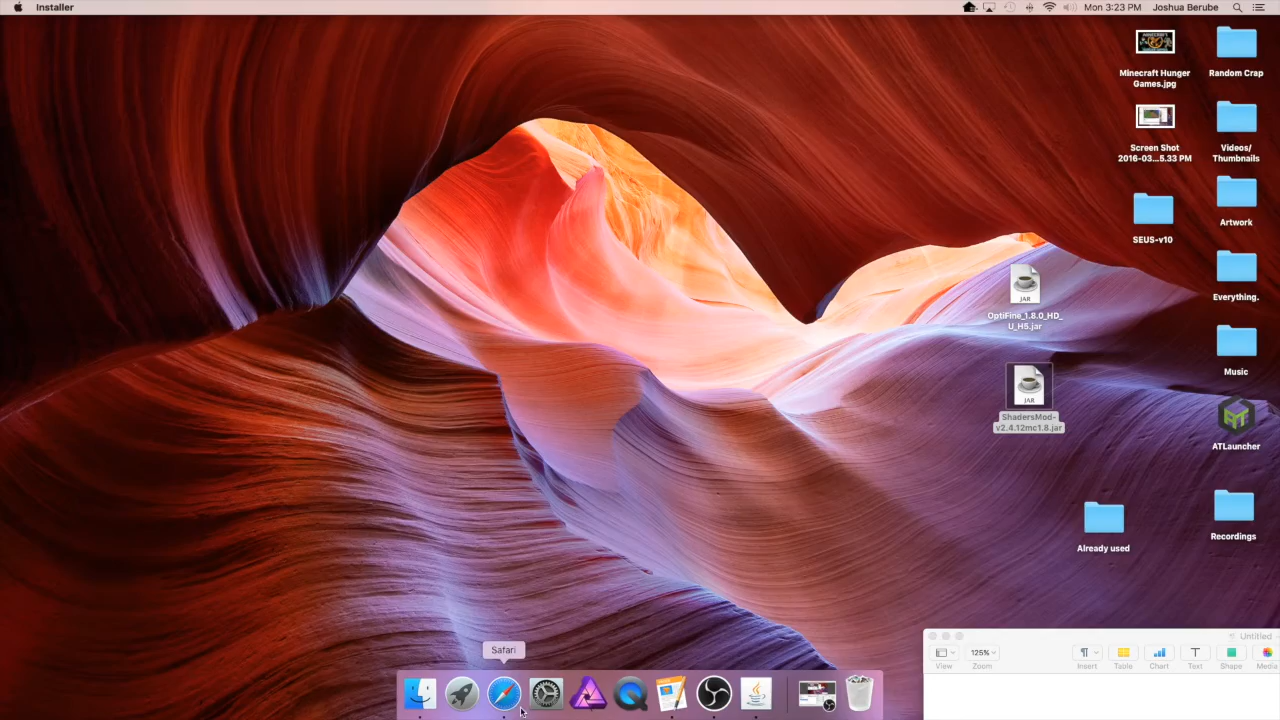 Installer
Mon 3:23 PM
Joshua Berube
Minecraft Hunger
Games.jpg
Random Crap
Screen Shot
2016-03...5.33 PM
Videos/
Thumbnails
SEUS-v10
Artwork
Everything.
JAR
OptiFine_1.8.0_HD_
U_H5.jar
Music
JAR
ShadersMod-
v2.4.12mc1.8.jar
ATLauncher
Already used
Recordings
Untitled
125%
View
Zoom
Insert
Table
Chart
Text
Shape
Media
Safari